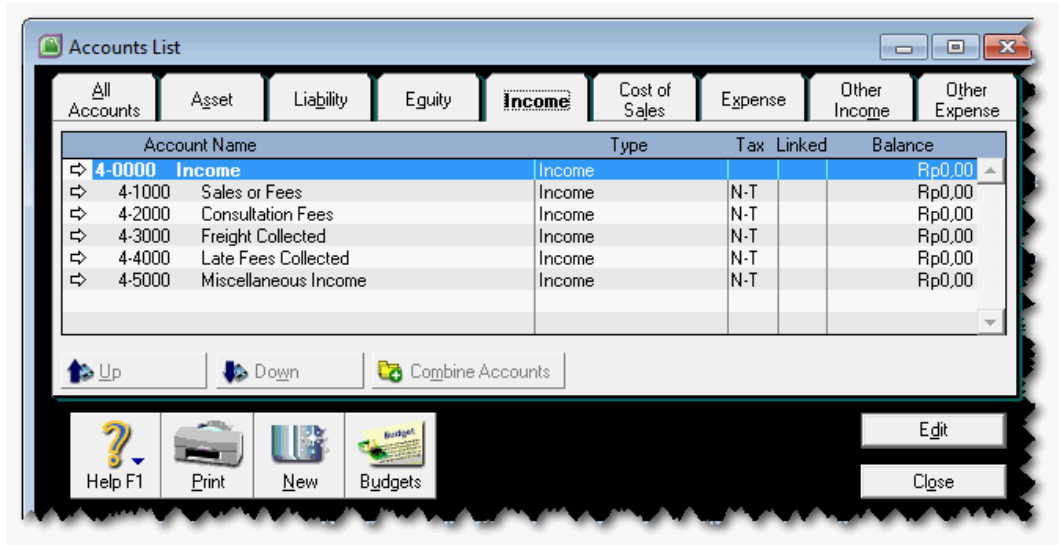 Accounts List
All Accounts
Asset
Liability
Equity
Income
Cost of Sales
Expense
Other Income
Other Expense
Account Name Type Tax Linked Balance
4-0000 Income Income Rp0,00
4-1000 Sales or Fees Income N-T Rp0,00
4-2000 Consultation Fees Income N-T Rp0,00
4-3000 Freight Collected Income N-T Rp0,00
4-4000 Late Fees Collected Income N-T Rp0,00
4-5000 Miscellaneous Income Income N-T Rp0,00
Up Down Combine Accounts
Budget
Help F1 Print New Budgets
Edit
Close